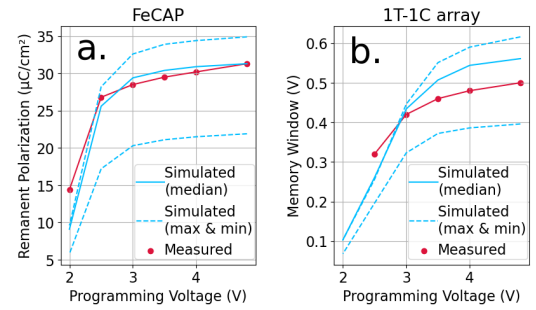 FeCAP
a.
Remanent Polarization (μC/cm²)
35
30
25
20
15
10
5
2
3
4
Programming Voltage (V)
Simulated
(median)
Simulated
(max & min)
Measured
1T-1C array
b.
Memory Window (V)
0.6
0.5
0.4
0.3
0.2
0.1
2
3
4
Programming Voltage (V)
Simulated
(median)
Simulated
(max & min)
Measured